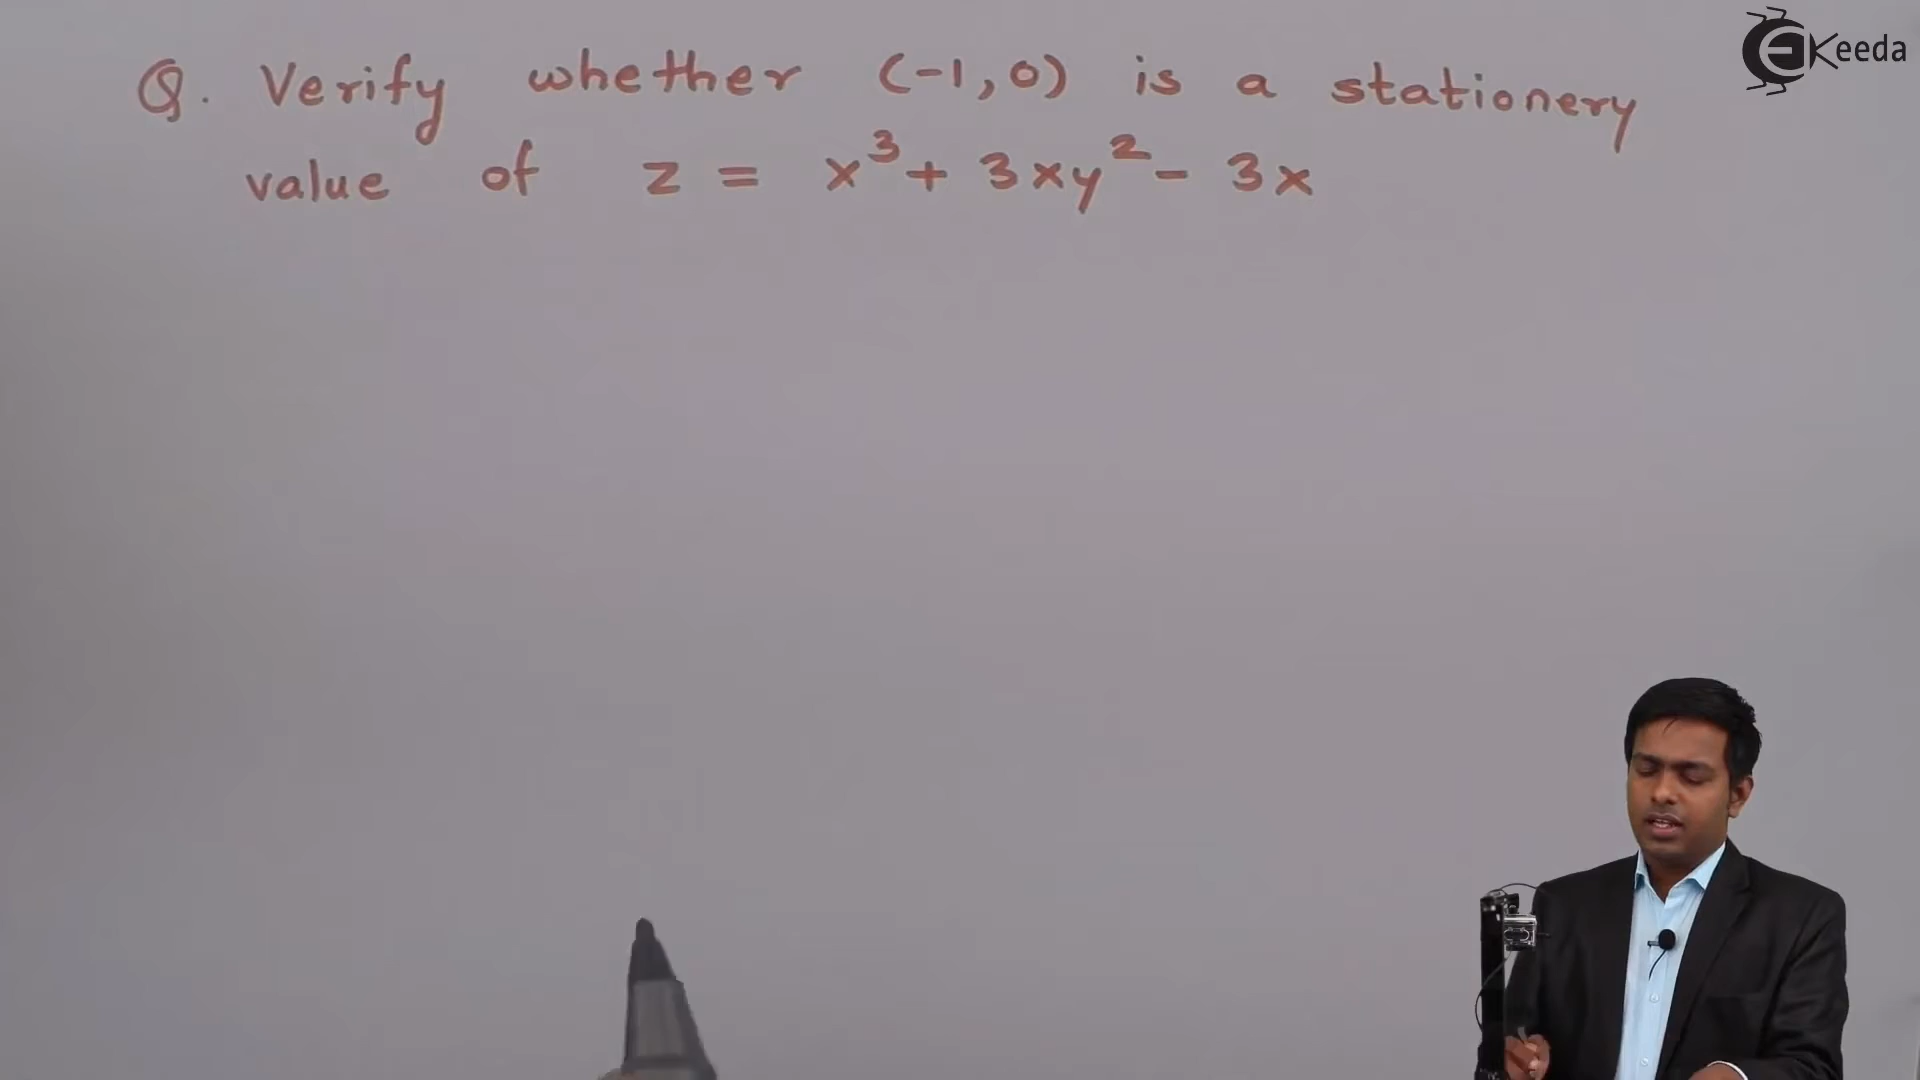 EKeeda
Q. Verify whether (-1,0) is a stationery
value of z = x³ + 3xy² - 3x